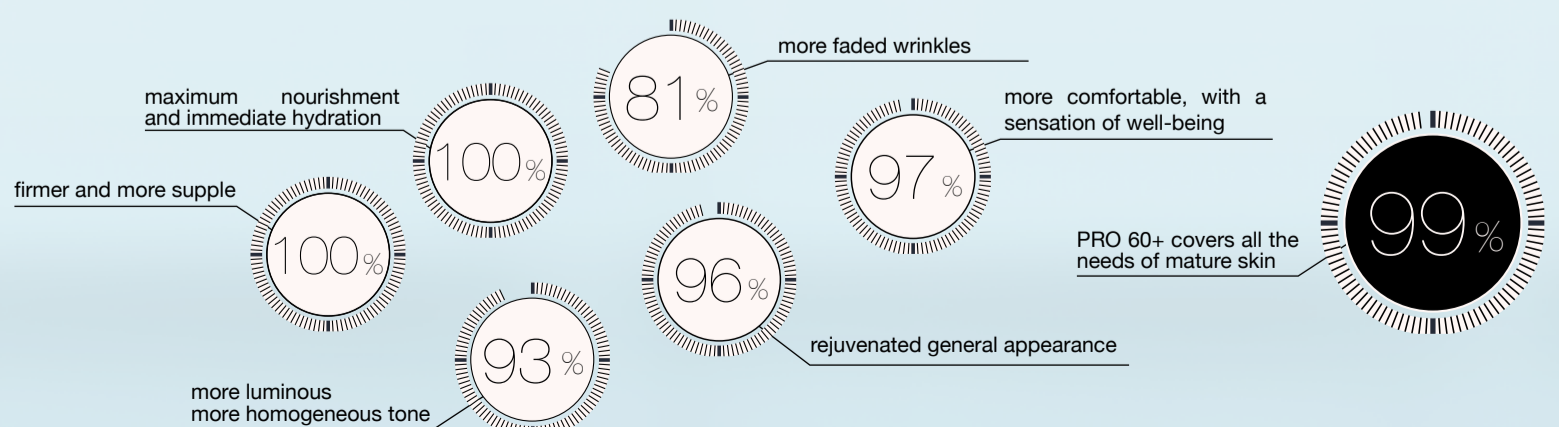 81 %
more faded wrinkles
maximum nourishment
and immediate hydration
100 %
97 %
more comfortable, with a
sensation of well-being
firmer and more supple
100 %
99 %
PRO 60+ covers all the
needs of mature skin
96 %
rejuvenated general appearance
93 %
more luminous
more homogeneous tone